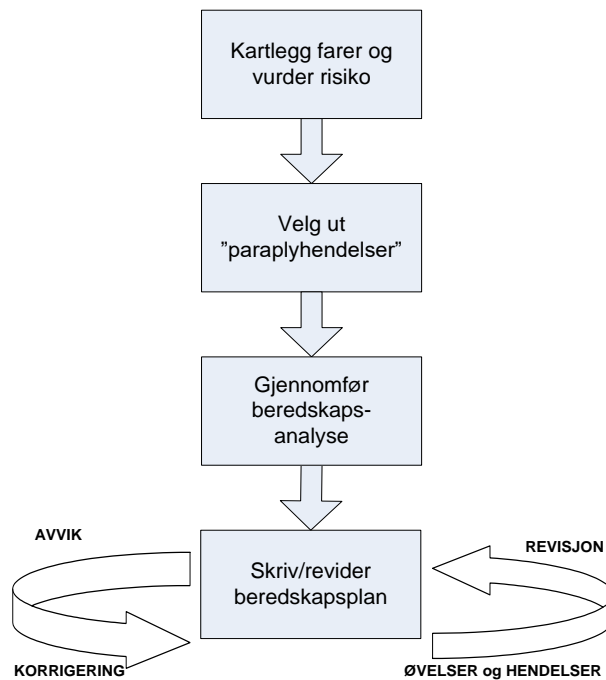 Kartlegg farer og
vurder risiko
Velg ut
”paraplyhendelser”
Gjennomfør
beredskaps-
analyse
AVVIK
REVISJON
Skriv/revider
beredskapsplan
KORRIGERING
ØVELSER og HENDELSER